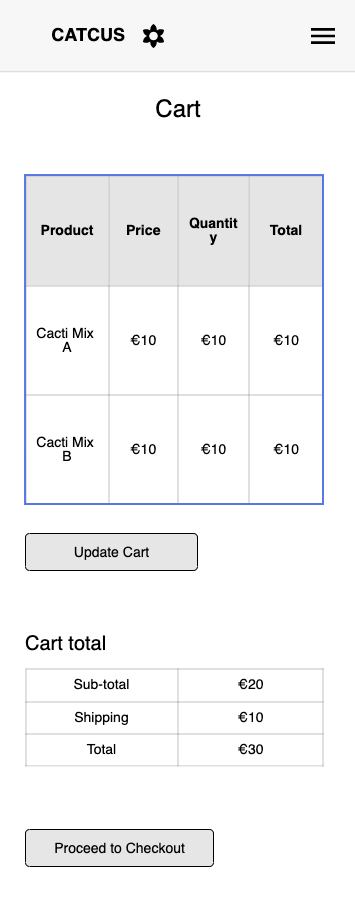 CATCUS
Cart
Product Price Quantit Total
y
Cacti Mix €10 €10 €10
A
Cacti Mix €10 €10 €10
B
Update Cart
Cart total
Sub-total €20
Shipping €10
Total €30
Proceed to Checkout